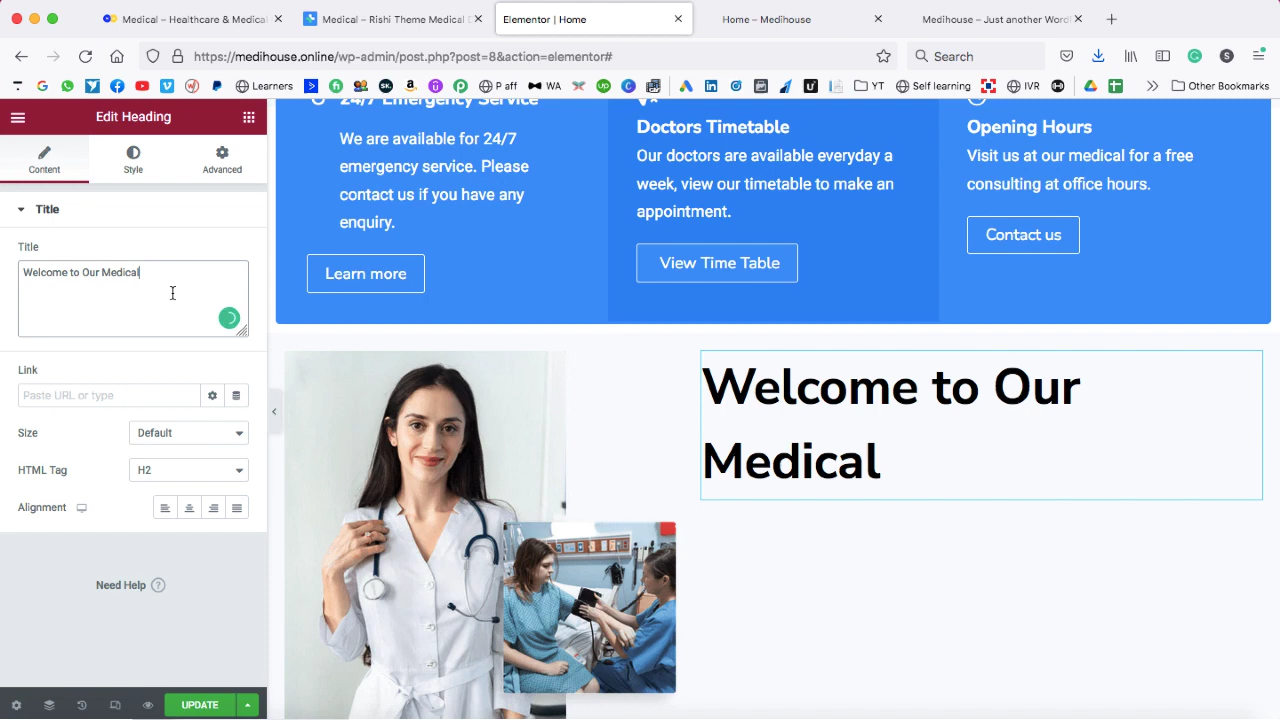 Medical – Healthcare & Medical
Medical – Rishi Theme Medical D
Elementor | Home
Home – Medihouse
Medihouse – Just another Word
https://medihouse.online/wp-admin/post.php?post=8&action=elementor#
Search
Learners
P aff
WA
YT
Self learning
IVR
Other Bookmarks
Edit Heading
Content
Style
Advanced
Title
Title
Welcome to Our Medical
Link
Paste URL or type
Size
Default
HTML Tag
H2
Alignment
Need Help
UPDATE
24/7 Emergency Service
We are available for 24/7
emergency service. Please
contact us if you have any
enquiry.
Learn more
Doctors Timetable
Our doctors are available everyday a
week, view our timetable to make an
appointment.
View Time Table
Opening Hours
Visit us at our medical for a free
consulting at office hours.
Contact us
Welcome to Our
Medical